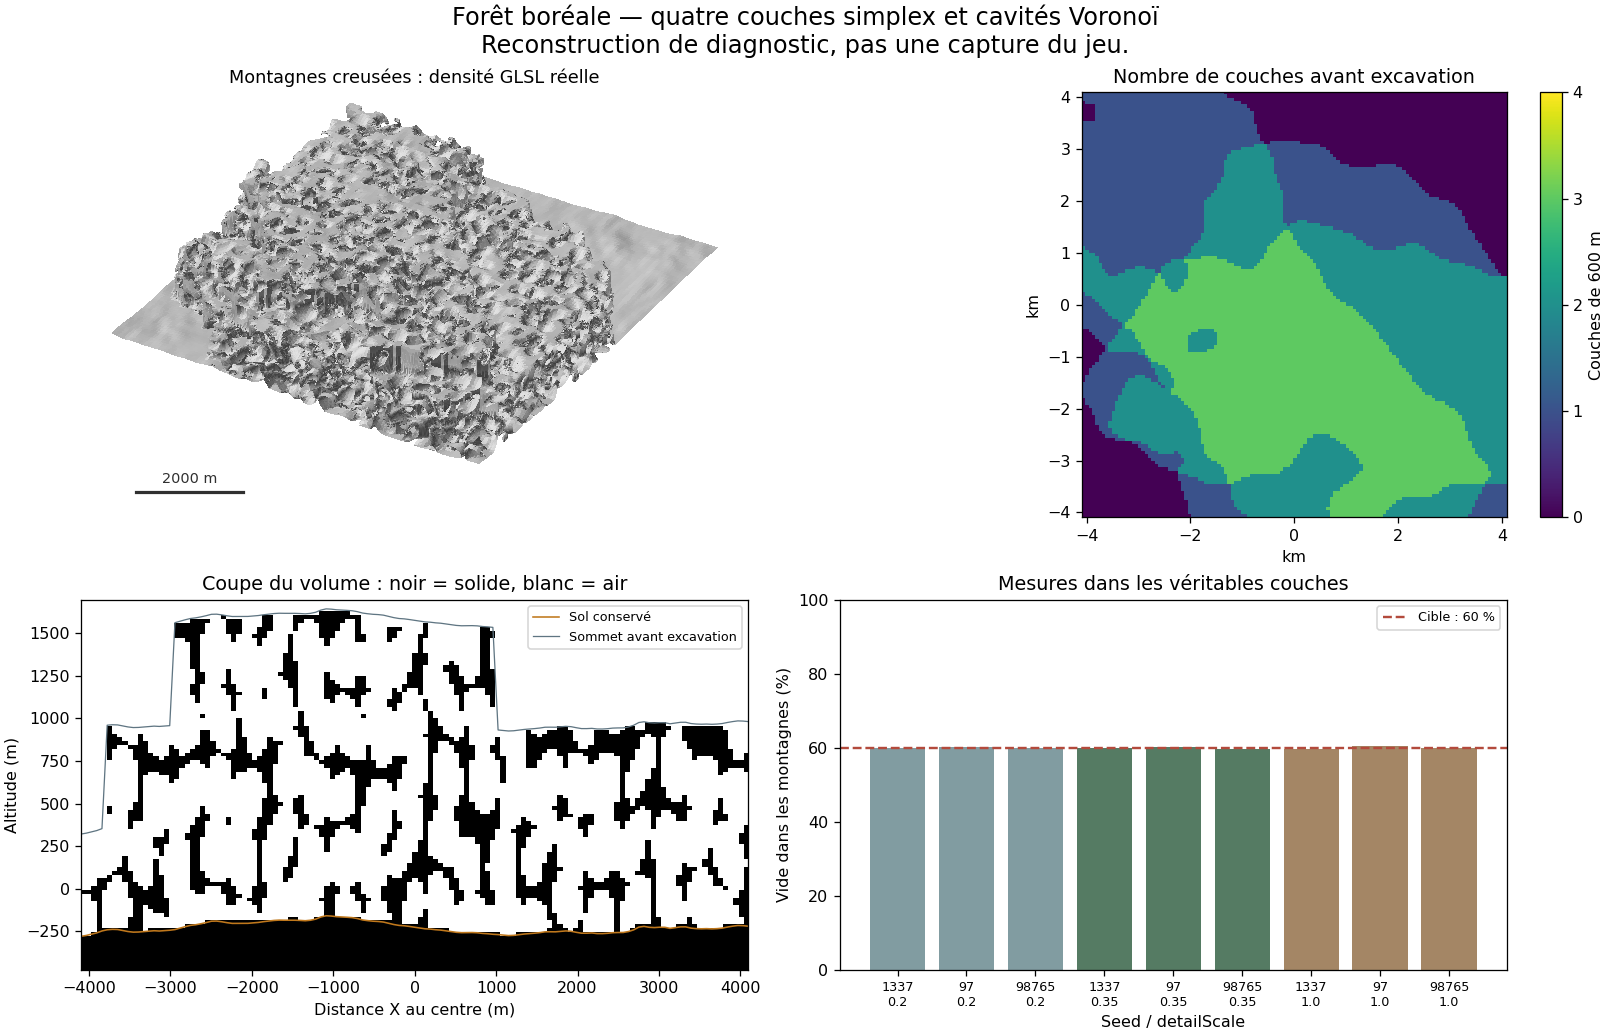 Forêt boréale — quatre couches simplex et cavités Voronoï
Reconstruction de diagnostic, pas une capture du jeu.
Montagnes creusées : densité GLSL réelle
2000 m
Nombre de couches avant excavation
4
3
2
1
0
−1
−2
−3
−4
km
−4
−2
0
2
4
km
4
3
2
1
0
Couches de 600 m
Coupe du volume : noir = solide, blanc = air
Sol conservé
Sommet avant excavation
1500
1250
1000
750
500
250
0
−250
Altitude (m)
−4000
−3000
−2000
−1000
0
1000
2000
3000
4000
Distance X au centre (m)
Mesures dans les véritables couches
Cible : 60 %
100
80
60
40
20
0
Vide dans les montagnes (%)
1337 97 98765 1337 97 98765 1337 97 98765
0.2 0.2 0.2 0.35 0.35 0.35 1.0 1.0 1.0
Seed / detailScale